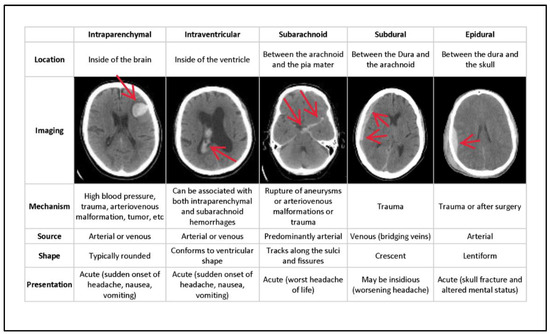 Intraparenchymal Intraventricular Subarachnoid Subdural Epidural
Location
Inside of the brain
Inside of the ventricle
Between the arachnoid
and the pia mater
Between the Dura and
the arachnoid
Between the dura and
the skull
Imaging
Mechanism
High blood pressure,
trauma, arteriovenous
malformation, tumor, etc
Can be associated with
both intraparenchymal
and subarachnoid
hemorrhages
Rupture of aneurysms or
arteriovenous
malformations or
trauma
Trauma
Trauma or after surgery
Source
Arterial or venous
Arterial or venous
Predominantly arterial
Venous (bridging veins)
Arterial
Shape
Typically rounded
Conforms to ventricular
shape
Tracks along the sulci
and fissures
Crescent
Lentiform
Presentation
Acute (sudden onset of
headache, nausea,
vomiting)
Acute (sudden onset of
headache, nausea,
vomiting)
Acute (worst headache
of life)
May be insidious
(worsening headache)
Acute (skull fracture and
altered mental status)